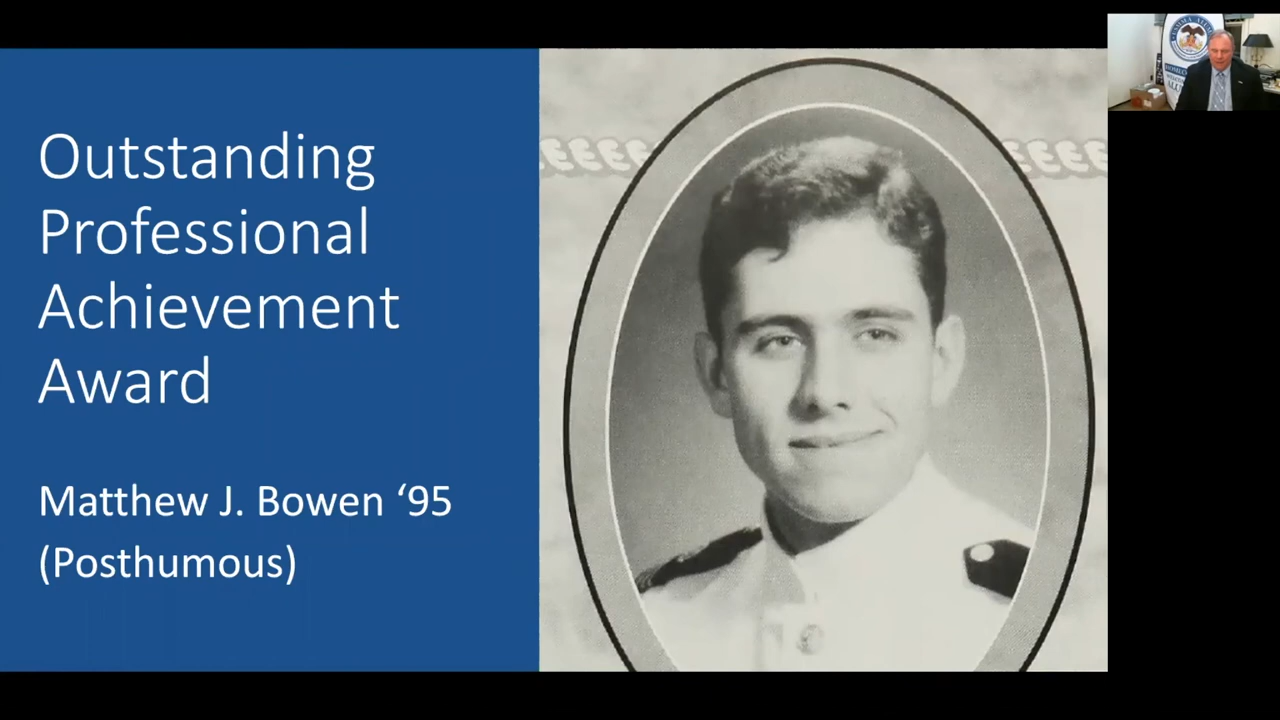 Outstanding
Professional
Achievement
Award
Matthew J. Bowen ‘95
(Posthumous)